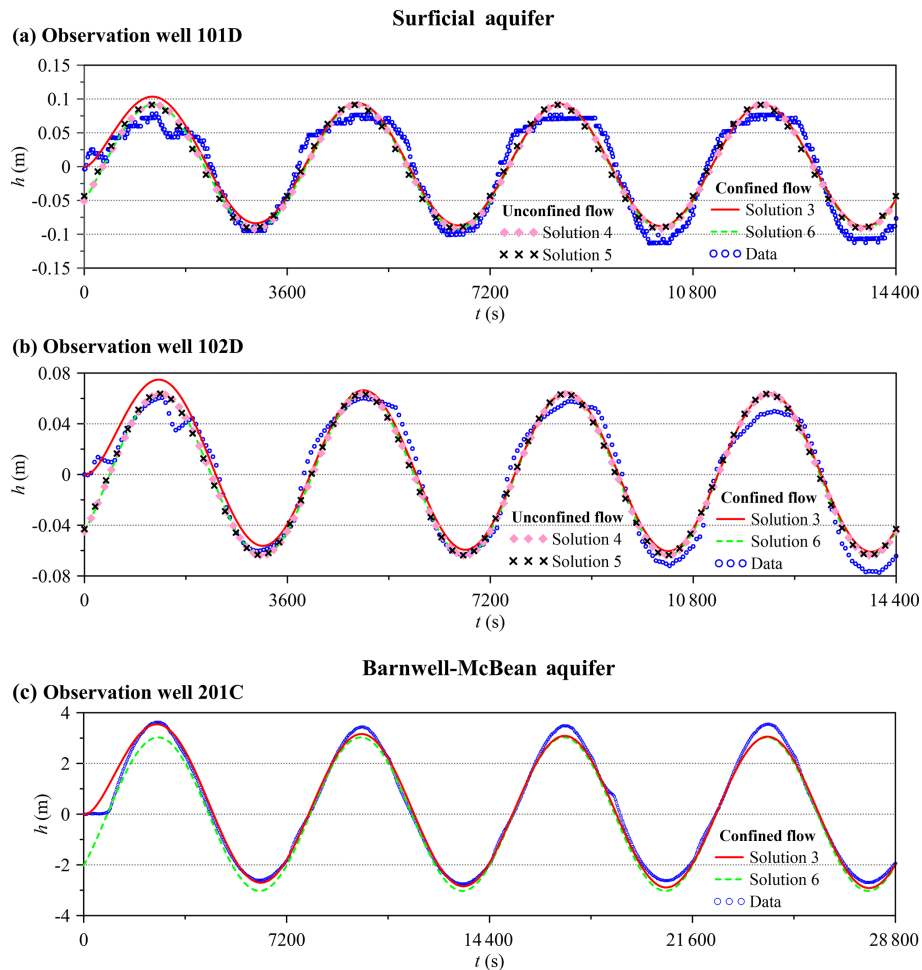 Surficial aquifer
(a) Observation well 101D
0.15
0.1
0.05
0
-0.05
-0.1
-0.15
h (m)
Unconfined flow
Solution 4
Solution 5
Confined flow
Solution 3
Solution 6
Data
0 3600 7200 10 800 14 400
t (s)
(b) Observation well 102D
0.08
0.04
0
-0.04
-0.08
h (m)
Unconfined flow
Solution 4
Solution 5
Confined flow
Solution 3
Solution 6
Data
0 3600 7200 10 800 14 400
t (s)
Barnwell-McBean aquifer
(c) Observation well 201C
4
2
0
-2
-4
h (m)
Confined flow
Solution 3
Solution 6
Data
0 7200 14 400 21 600 28 800
t (s)